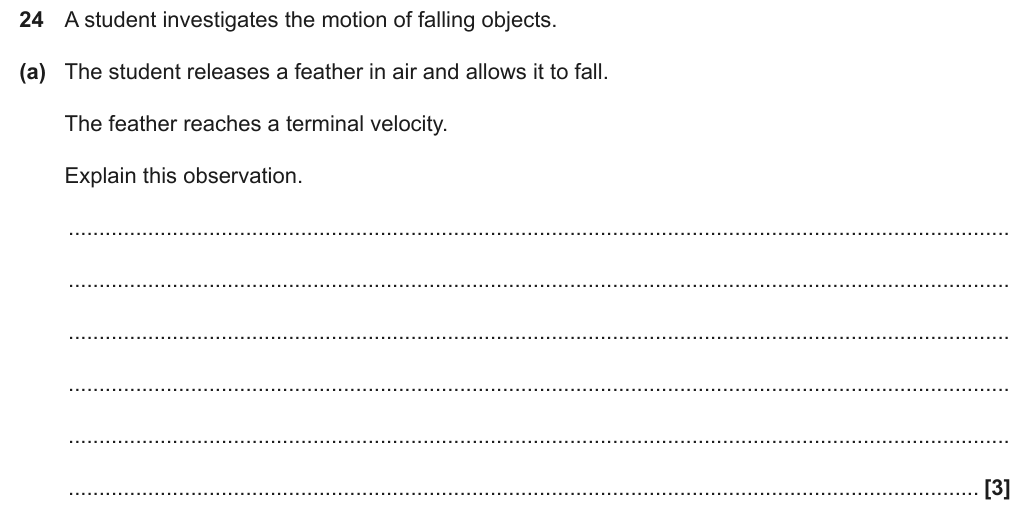 24 A student investigates the motion of falling objects.
(a) The student releases a feather in air and allows it to fall.
The feather reaches a terminal velocity.
Explain this observation.
[3]